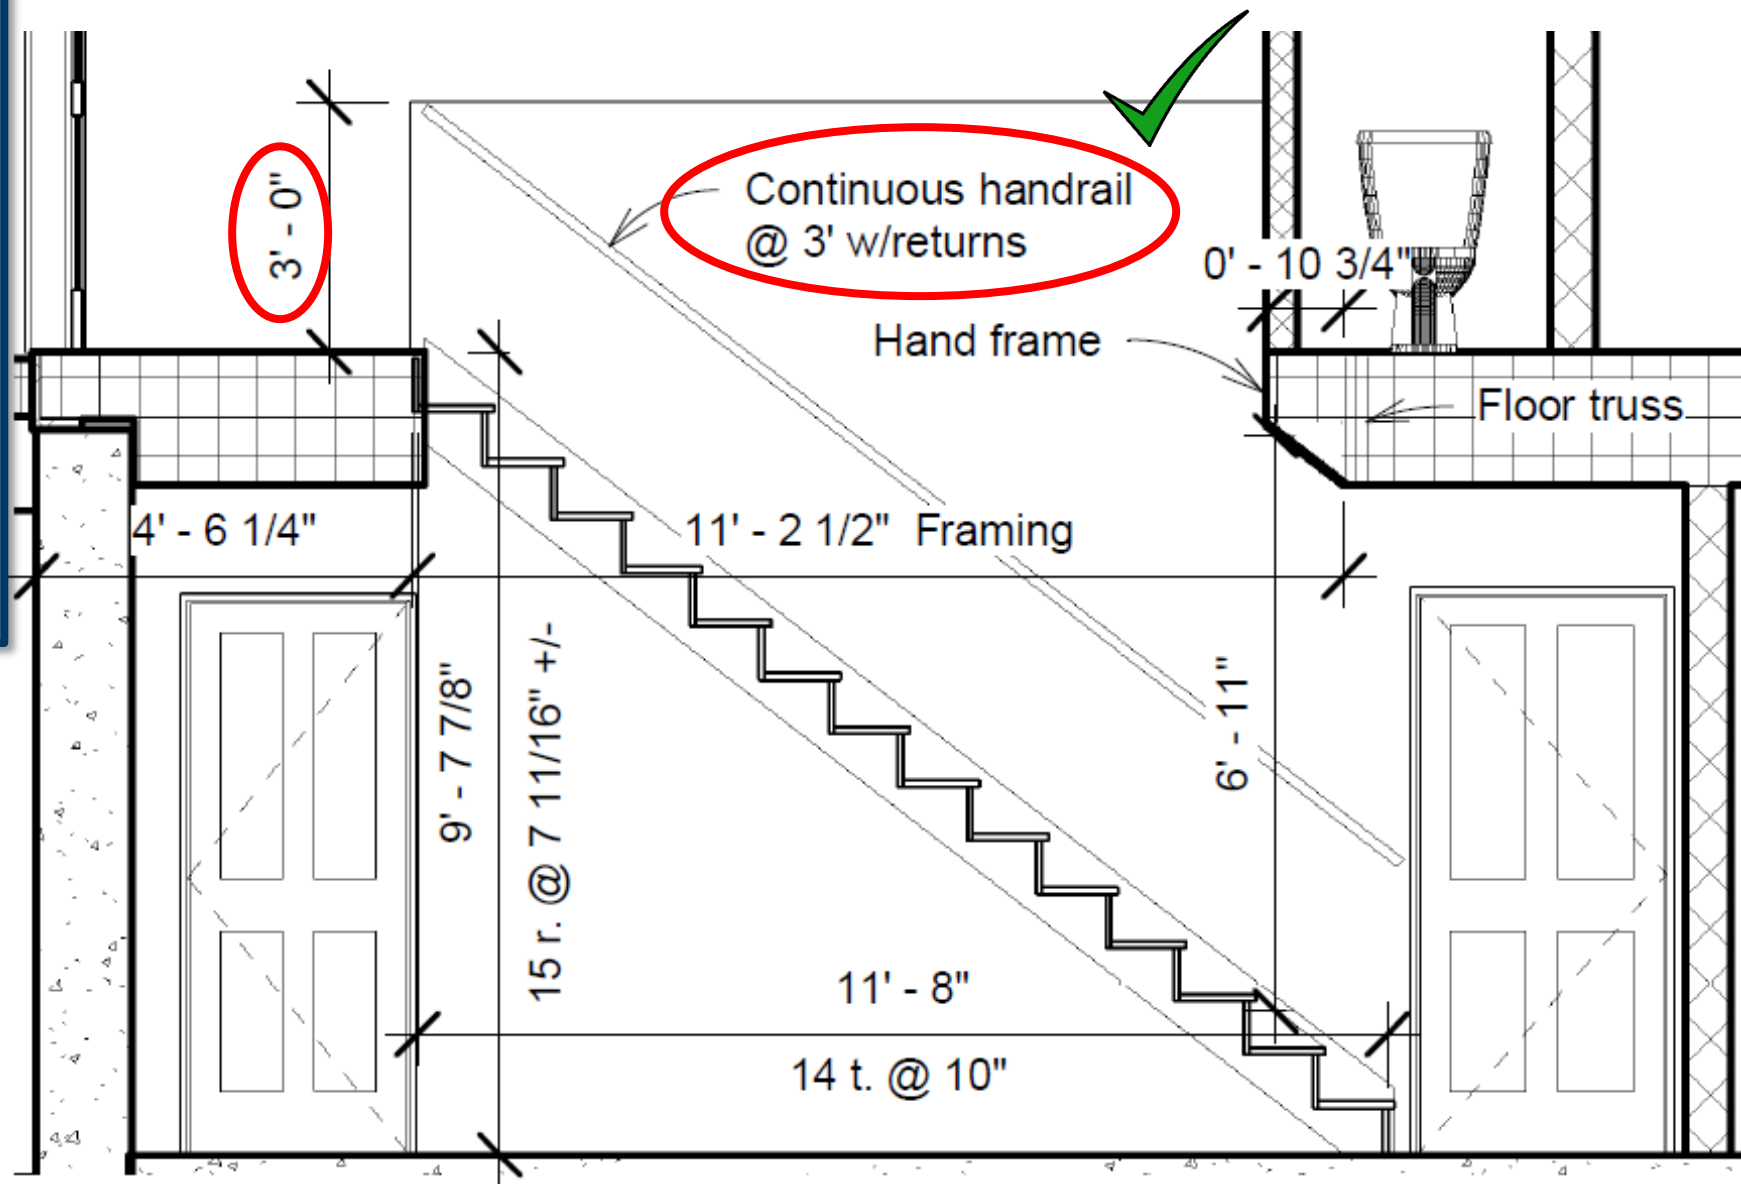 3' - 0"
Continuous handrail
@ 3' w/returns
0' - 10 3/4"
Hand frame
Floor truss
4' - 6 1/4"
11' - 2 1/2" Framing
9' - 7 7/8"
15 r. @ 7 11/16" +/-
6' - 11"
11' - 8"
14 t. @ 10"